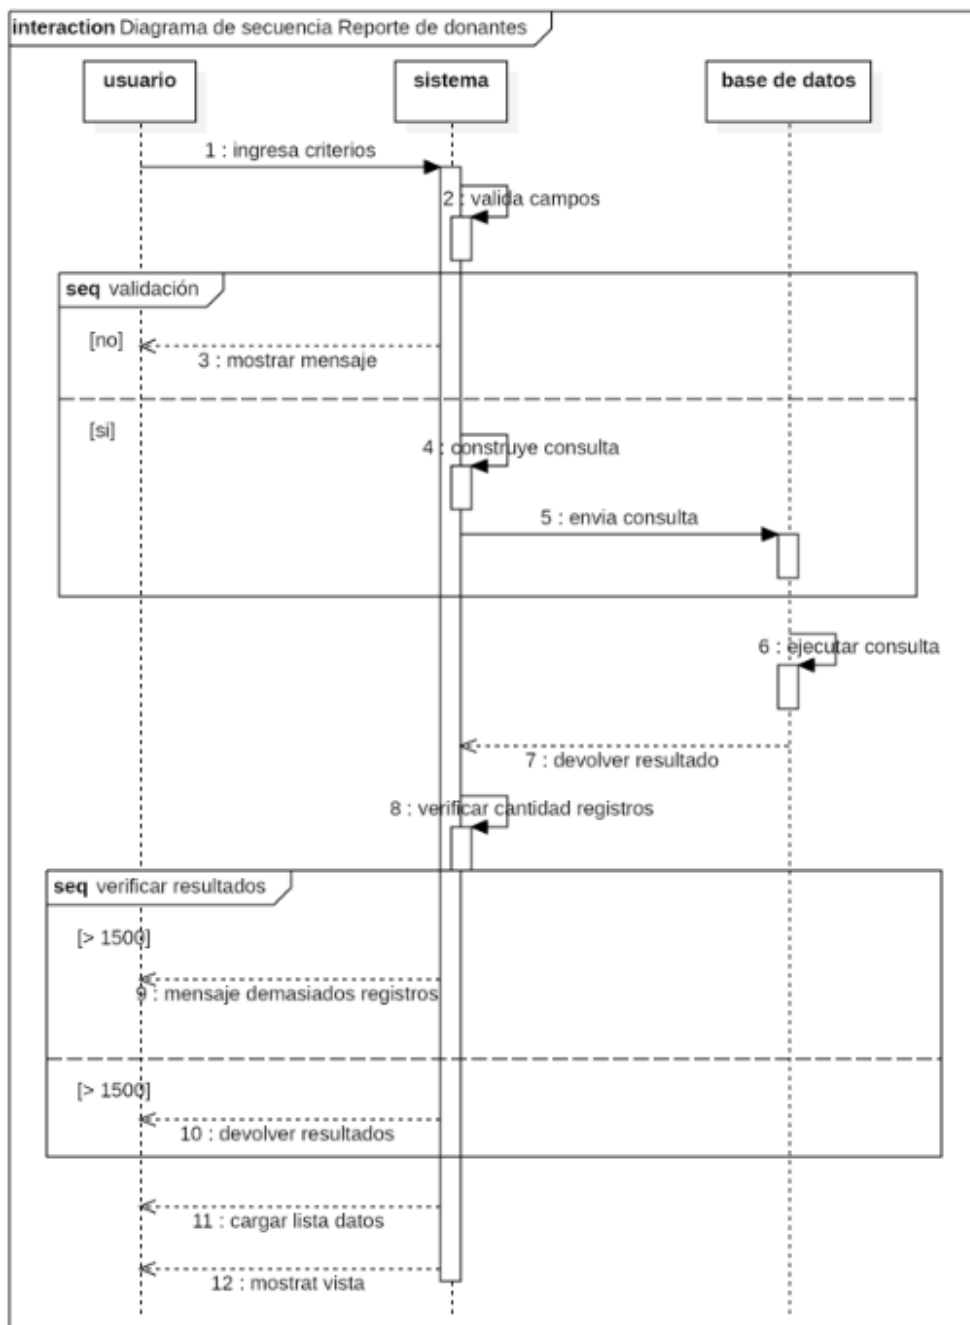 interaction Diagrama de secuencia Reporte de donantes
usuario
sistema
base de datos
1 : ingresa criterios
2 : valida campos
seq validación
[no]
3 : mostrar mensaje
[si]
4 : construye consulta
5 : envia consulta
6 : ejecutar consulta
7 : devolver resultado
8 : verificar cantidad registros
seq verificar resultados
[> 1500]
9 : mensaje demasiados registros
[> 1500]
10 : devolver resultados
11 : cargar lista datos
12 : mostrat vista